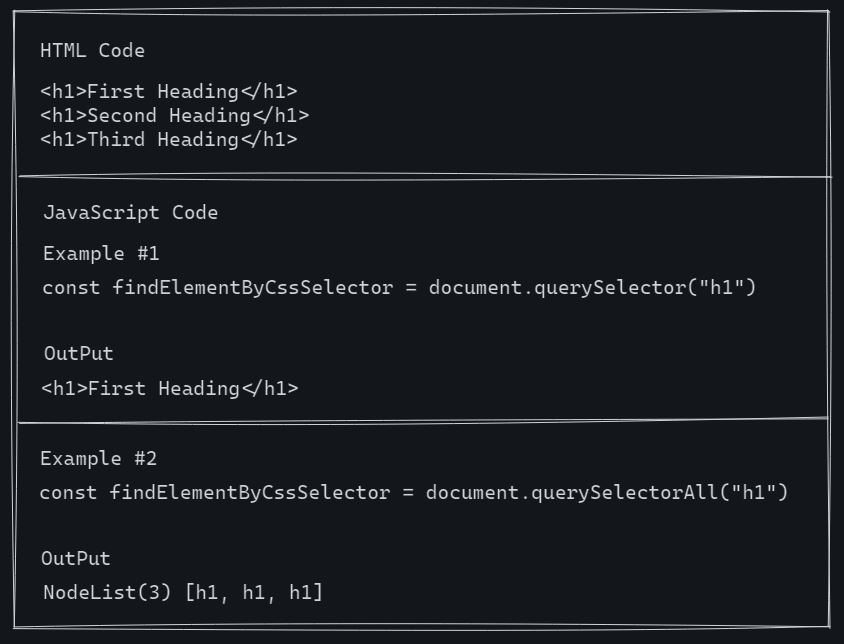 HTML Code
<h1>First Heading</h1>
<h1>Second Heading</h1>
<h1>Third Heading</h1>
JavaScript Code
Example #1
const findElementByCssSelector = document.querySelector("h1")
OutPut
<h1>First Heading</h1>
Example #2
const findElementByCssSelector = document.querySelectorAll("h1")
OutPut
NodeList(3) [h1, h1, h1]